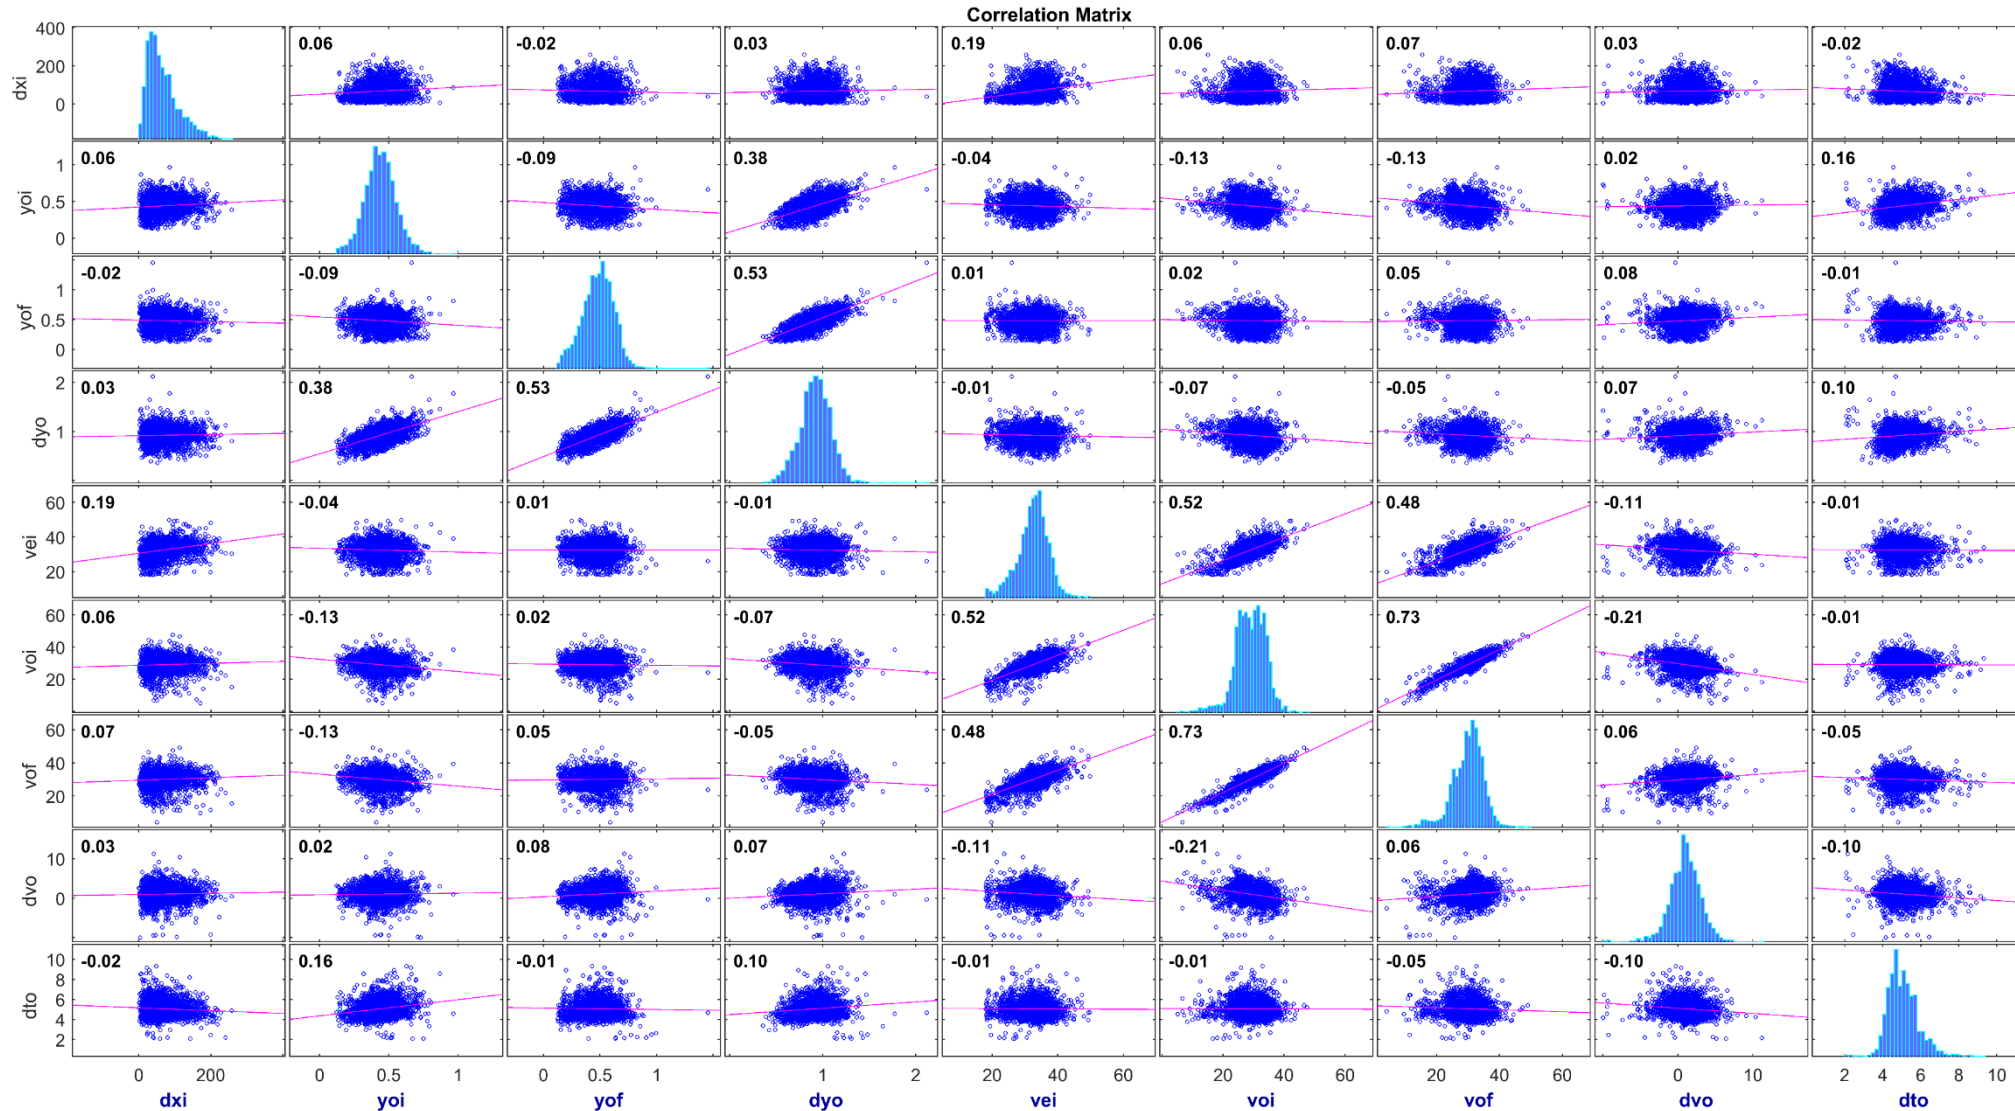 Correlation Matrix
dxi 400 200 0 0.06 -0.02 0.03 0.19 0.06 0.07 0.03 -0.02
yoi 1 0.5 0 0.06 -0.09 0.38 -0.04 -0.13 -0.13 0.02 0.16
yof 1 0.5 0 -0.02 -0.09 0.53 0.01 0.02 0.05 0.08 -0.01
dyo 2 1 0.03 0.38 0.53 -0.01 -0.07 -0.05 0.07 0.10
vei 60 40 20 0.19 -0.04 0.01 -0.01 0.52 0.48 -0.11 -0.01
voi 60 40 20 0.06 -0.13 0.02 -0.07 0.52 0.73 -0.21 -0.01
vof 60 40 20 0.07 -0.13 0.05 -0.05 0.48 0.73 0.06 -0.05
dvo 10 0 0.03 0.02 0.08 0.07 -0.11 -0.21 0.06 -0.10
dto 10 8 6 4 2 -0.02 0.16 -0.01 0.10 -0.01 -0.01 -0.05 -0.10
0 200 0 0.5 1 0 0.5 1 1 2 20 40 60 20 40 60 20 40 60 0 10 2 4 6 8 10
dxi yoi yof dyo vei voi vof dvo dto